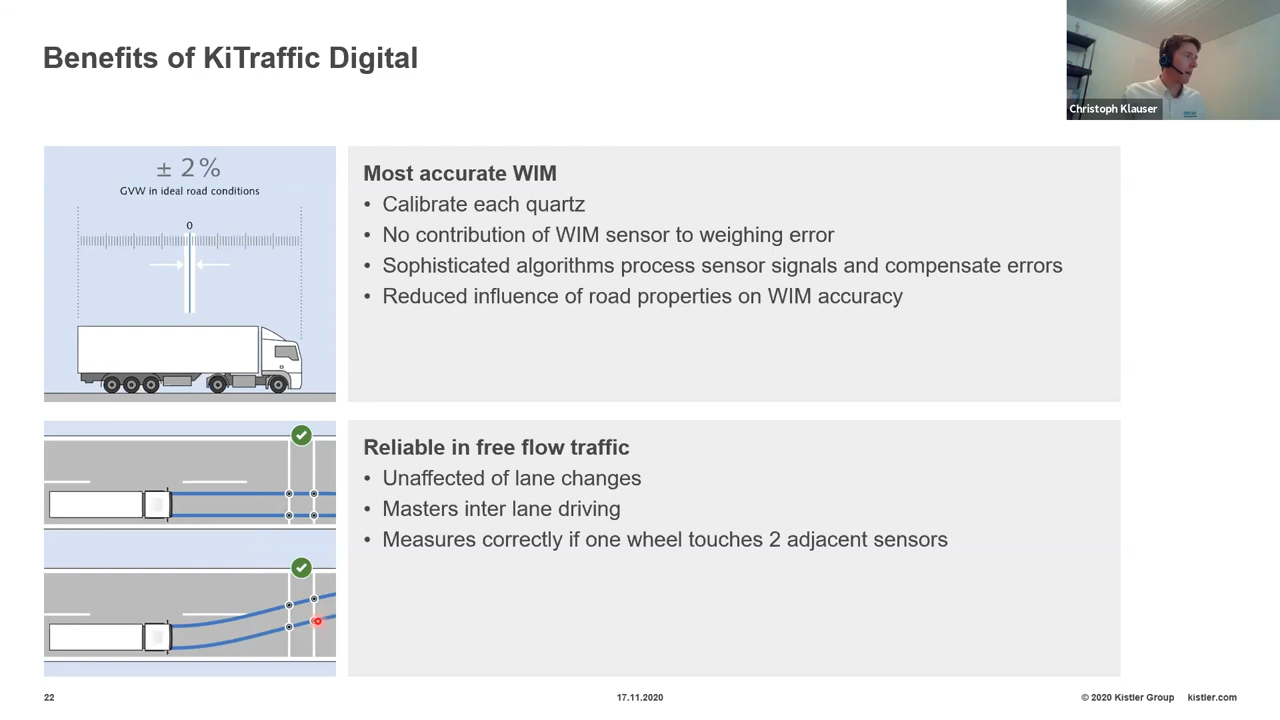 Benefits of KiTraffic Digital
Christoph Klauser
± 2%
GVW in ideal road conditions
0
Most accurate WIM
• Calibrate each quartz
• No contribution of WIM sensor to weighing error
• Sophisticated algorithms process sensor signals and compensate errors
• Reduced influence of road properties on WIM accuracy
Reliable in free flow traffic
• Unaffected of lane changes
• Masters inter lane driving
• Measures correctly if one wheel touches 2 adjacent sensors
22
17.11.2020
© 2020 Kistler Group kistler.com